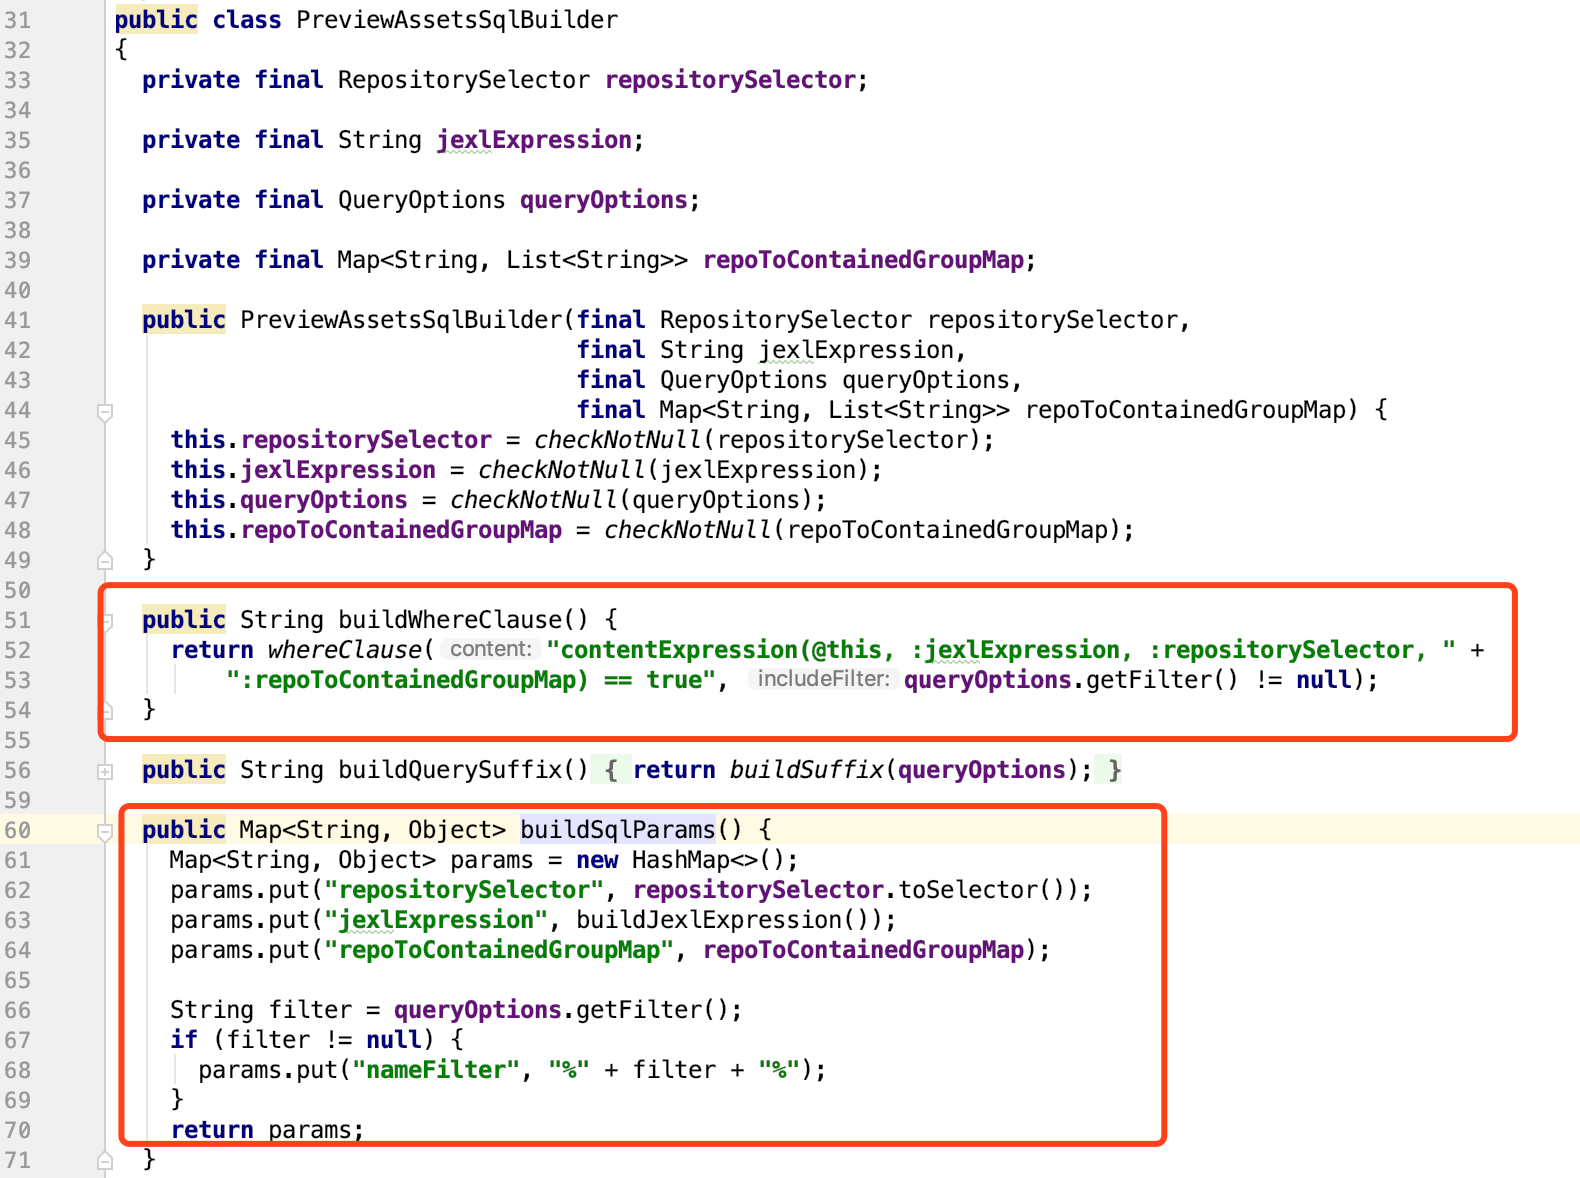 31 public class PreviewAssetsSqlBuilder
32 {
33 private final RepositorySelector repositorySelector;
34
35 private final String jexlExpression;
36
37 private final QueryOptions queryOptions;
38
39 private final Map<String, List<String>> repoToContainedGroupMap;
40
41 public PreviewAssetsSqlBuilder(final RepositorySelector repositorySelector,
42 final String jexlExpression,
43 final QueryOptions queryOptions,
44 final Map<String, List<String>> repoToContainedGroupMap) {
45 this.repositorySelector = checkNotNull(repositorySelector);
46 this.jexlExpression = checkNotNull(jexlExpression);
47 this.queryOptions = checkNotNull(queryOptions);
48 this.repoToContainedGroupMap = checkNotNull(repoToContainedGroupMap);
49 }
50
51 public String buildWhereClause() {
52 return whereClause( content: "contentExpression(@this, :jexlExpression, :repositorySelector, " +
53 ":repoToContainedGroupMap) == true", includeFilter: queryOptions.getFilter() != null);
54 }
55
56 public String buildQuerySuffix() { return buildSuffix(queryOptions); }
59
60 public Map<String, Object> buildSqlParams() {
61 Map<String, Object> params = new HashMap<>();
62 params.put("repositorySelector", repositorySelector.toSelector());
63 params.put("jexlExpression", buildJexlExpression());
64 params.put("repoToContainedGroupMap", repoToContainedGroupMap);
65
66 String filter = queryOptions.getFilter();
67 if (filter != null) {
68 params.put("nameFilter", "%" + filter + "%");
69 }
70 return params;
71 }